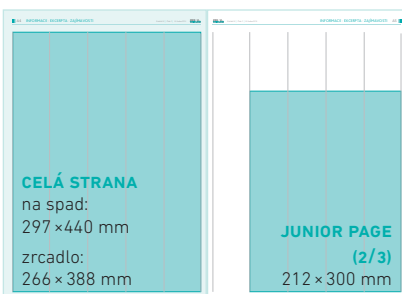 CELÁ STRANA
na spad:
297 × 440 mm
zrcadlo:
266 × 388 mm
JUNIOR PAGE
(2/3)
212 × 300 mm